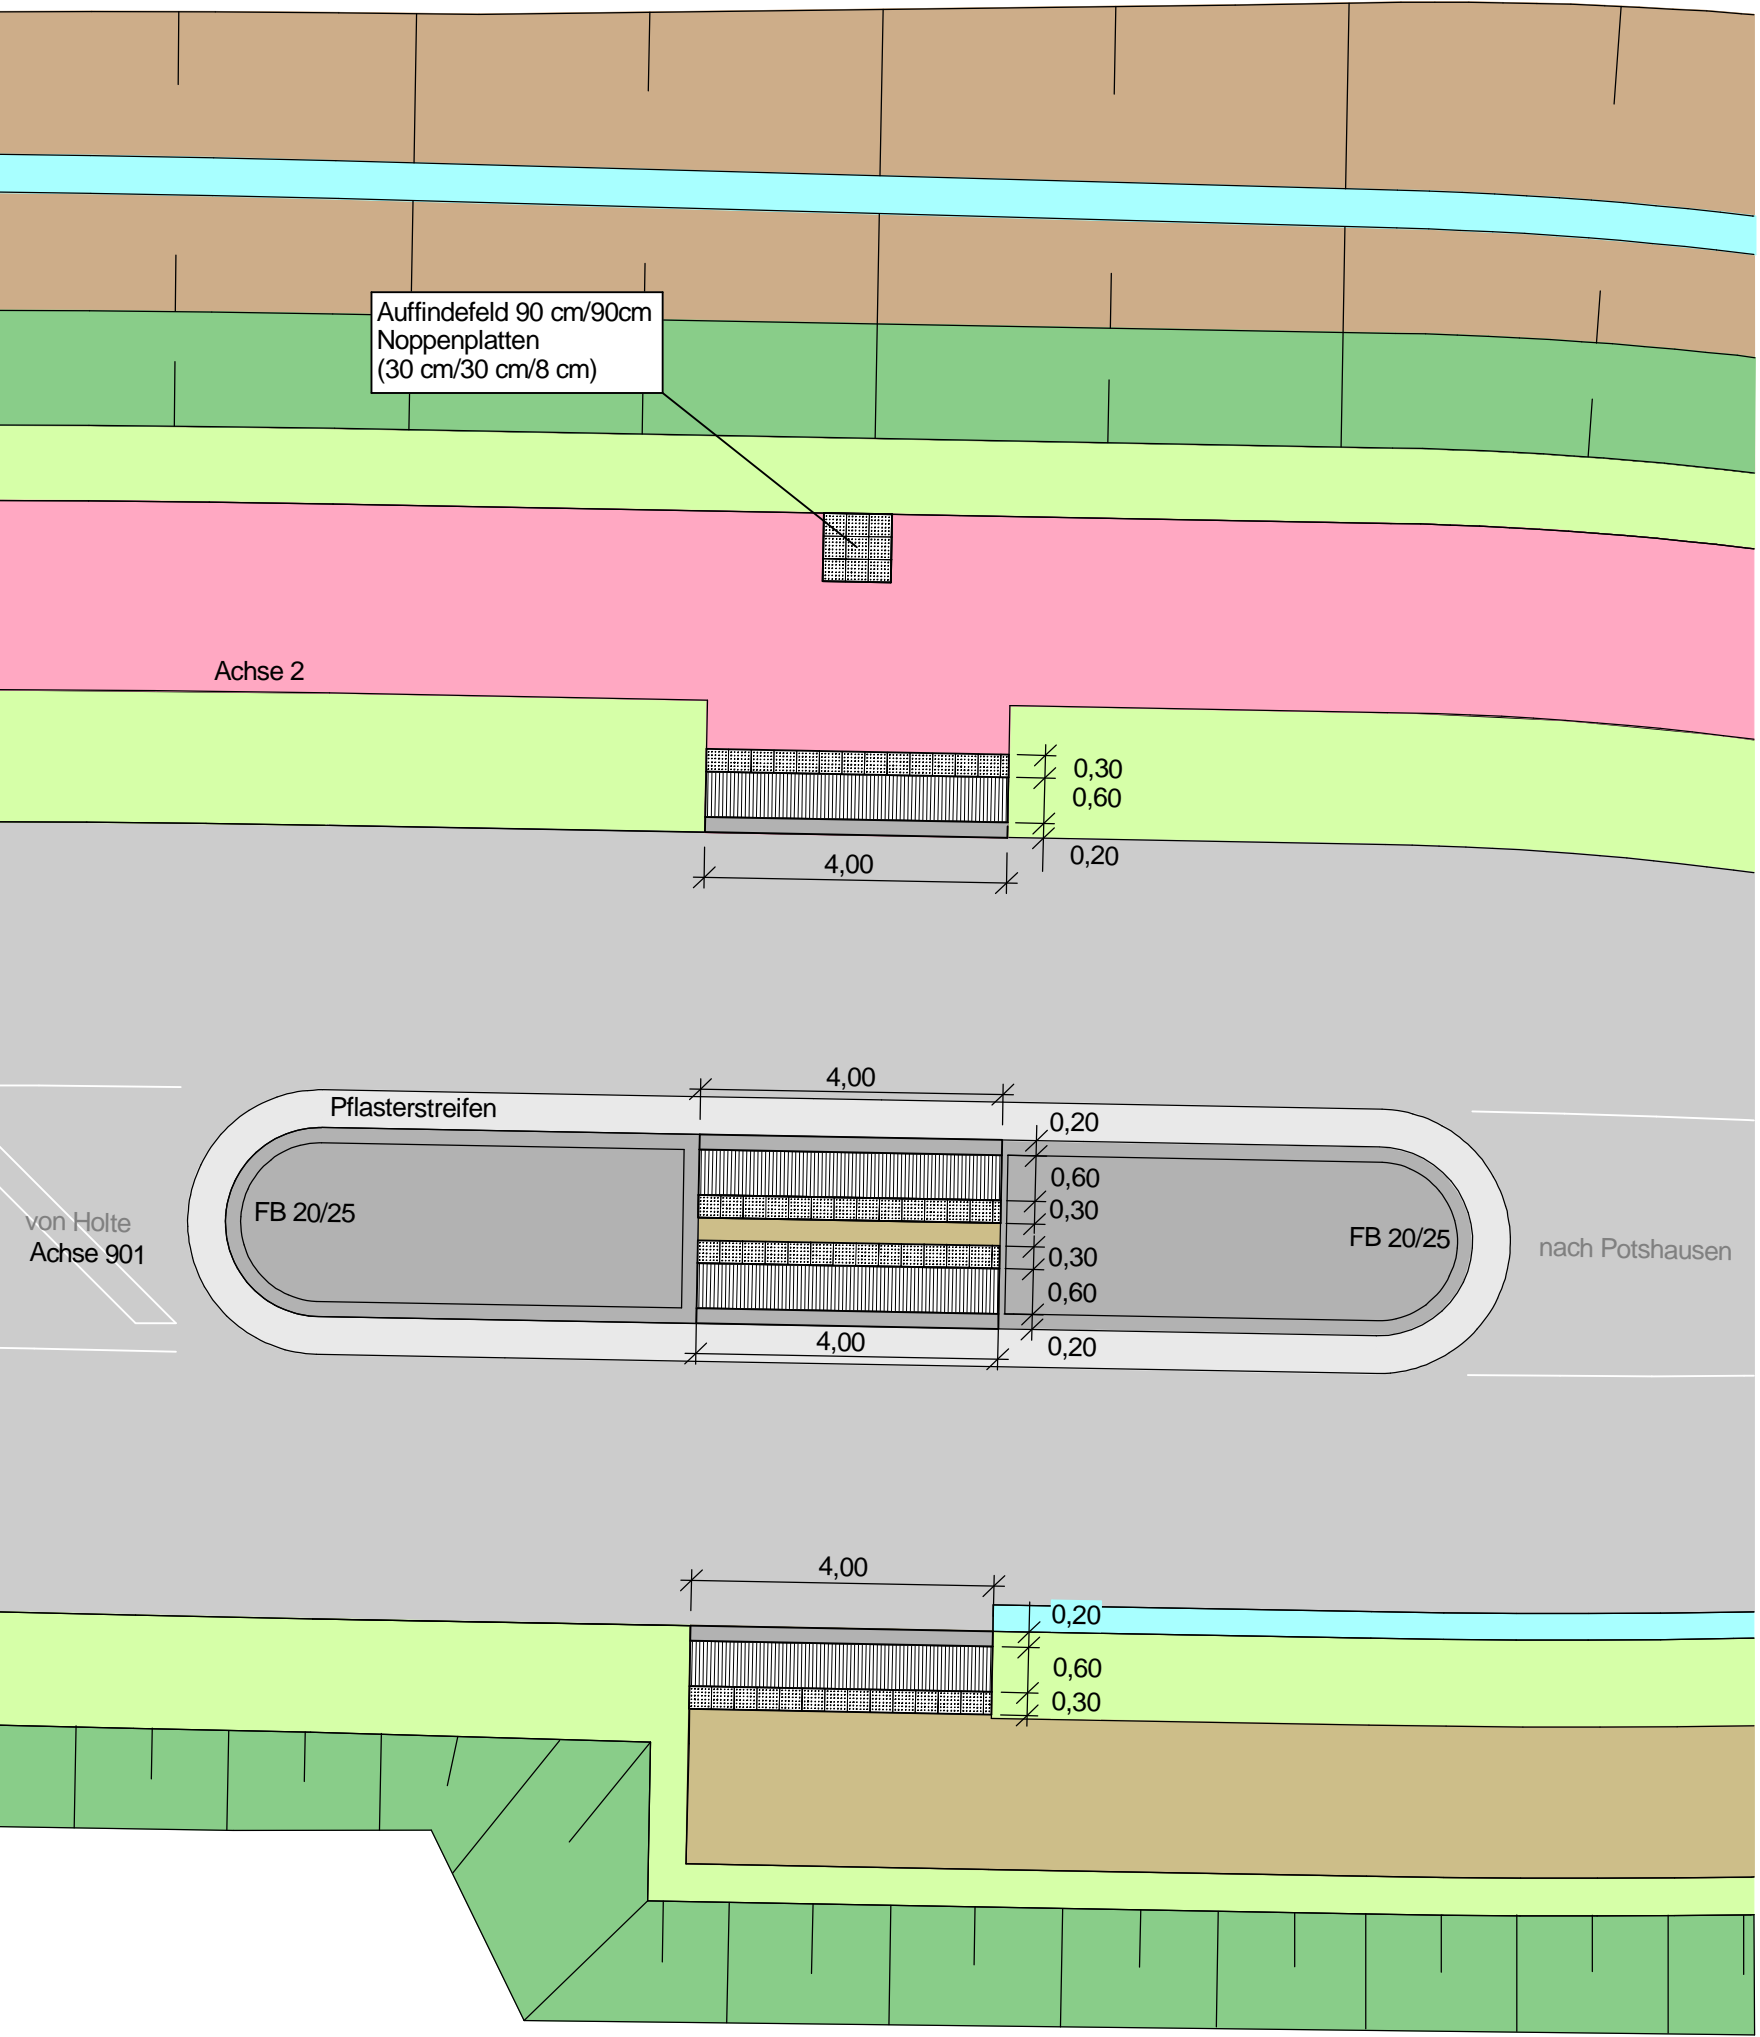 Auffindefeld 90 cm/90cm
Noppenplatten
(30 cm/30 cm/8 cm)
Achse 2
0,30
0,60
0,20
4,00
4,00
Pflasterstreifen
0,20
0,60
0,30
FB 20/25
von Holte
Achse 901
FB 20/25
nach Potshausen
0,30
0,60
4,00
0,20
4,00
0,20
0,60
0,30